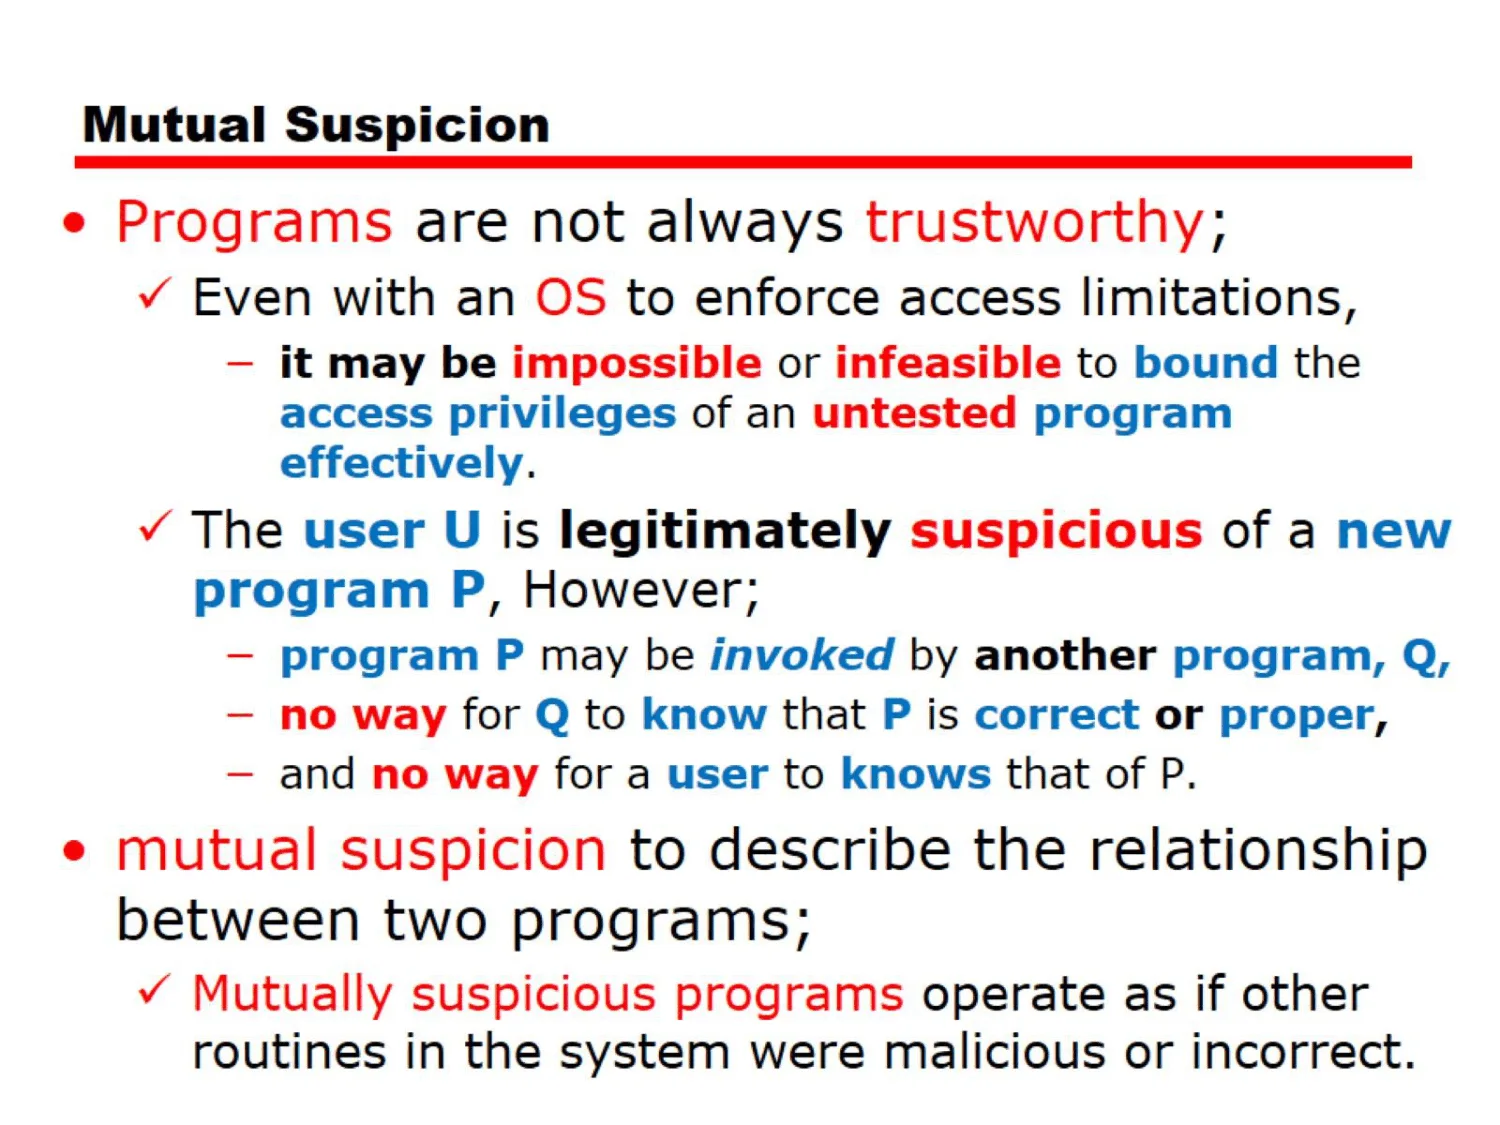 Mutual Suspicion
• Programs are not always trustworthy;
✓ Even with an OS to enforce access limitations,
– it may be impossible or infeasible to bound the
access privileges of an untested program
effectively.
✓ The user U is legitimately suspicious of a new
program P, However;
– program P may be invoked by another program, Q,
– no way for Q to know that P is correct or proper,
– and no way for a user to knows that of P.
• mutual suspicion to describe the relationship
between two programs;
✓ Mutually suspicious programs operate as if other
routines in the system were malicious or incorrect.